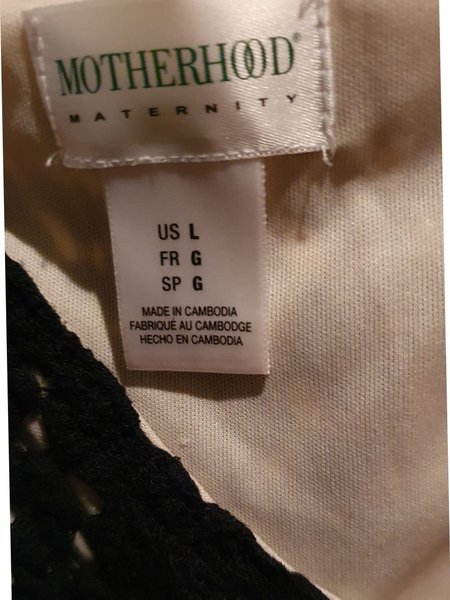 MOTHERHOOD®
MATERNITY
US L
FR G
SP G
MADE IN CAMBODIA
FABRIQUÉ AU CAMBODGE
HECHO EN CAMBODIA